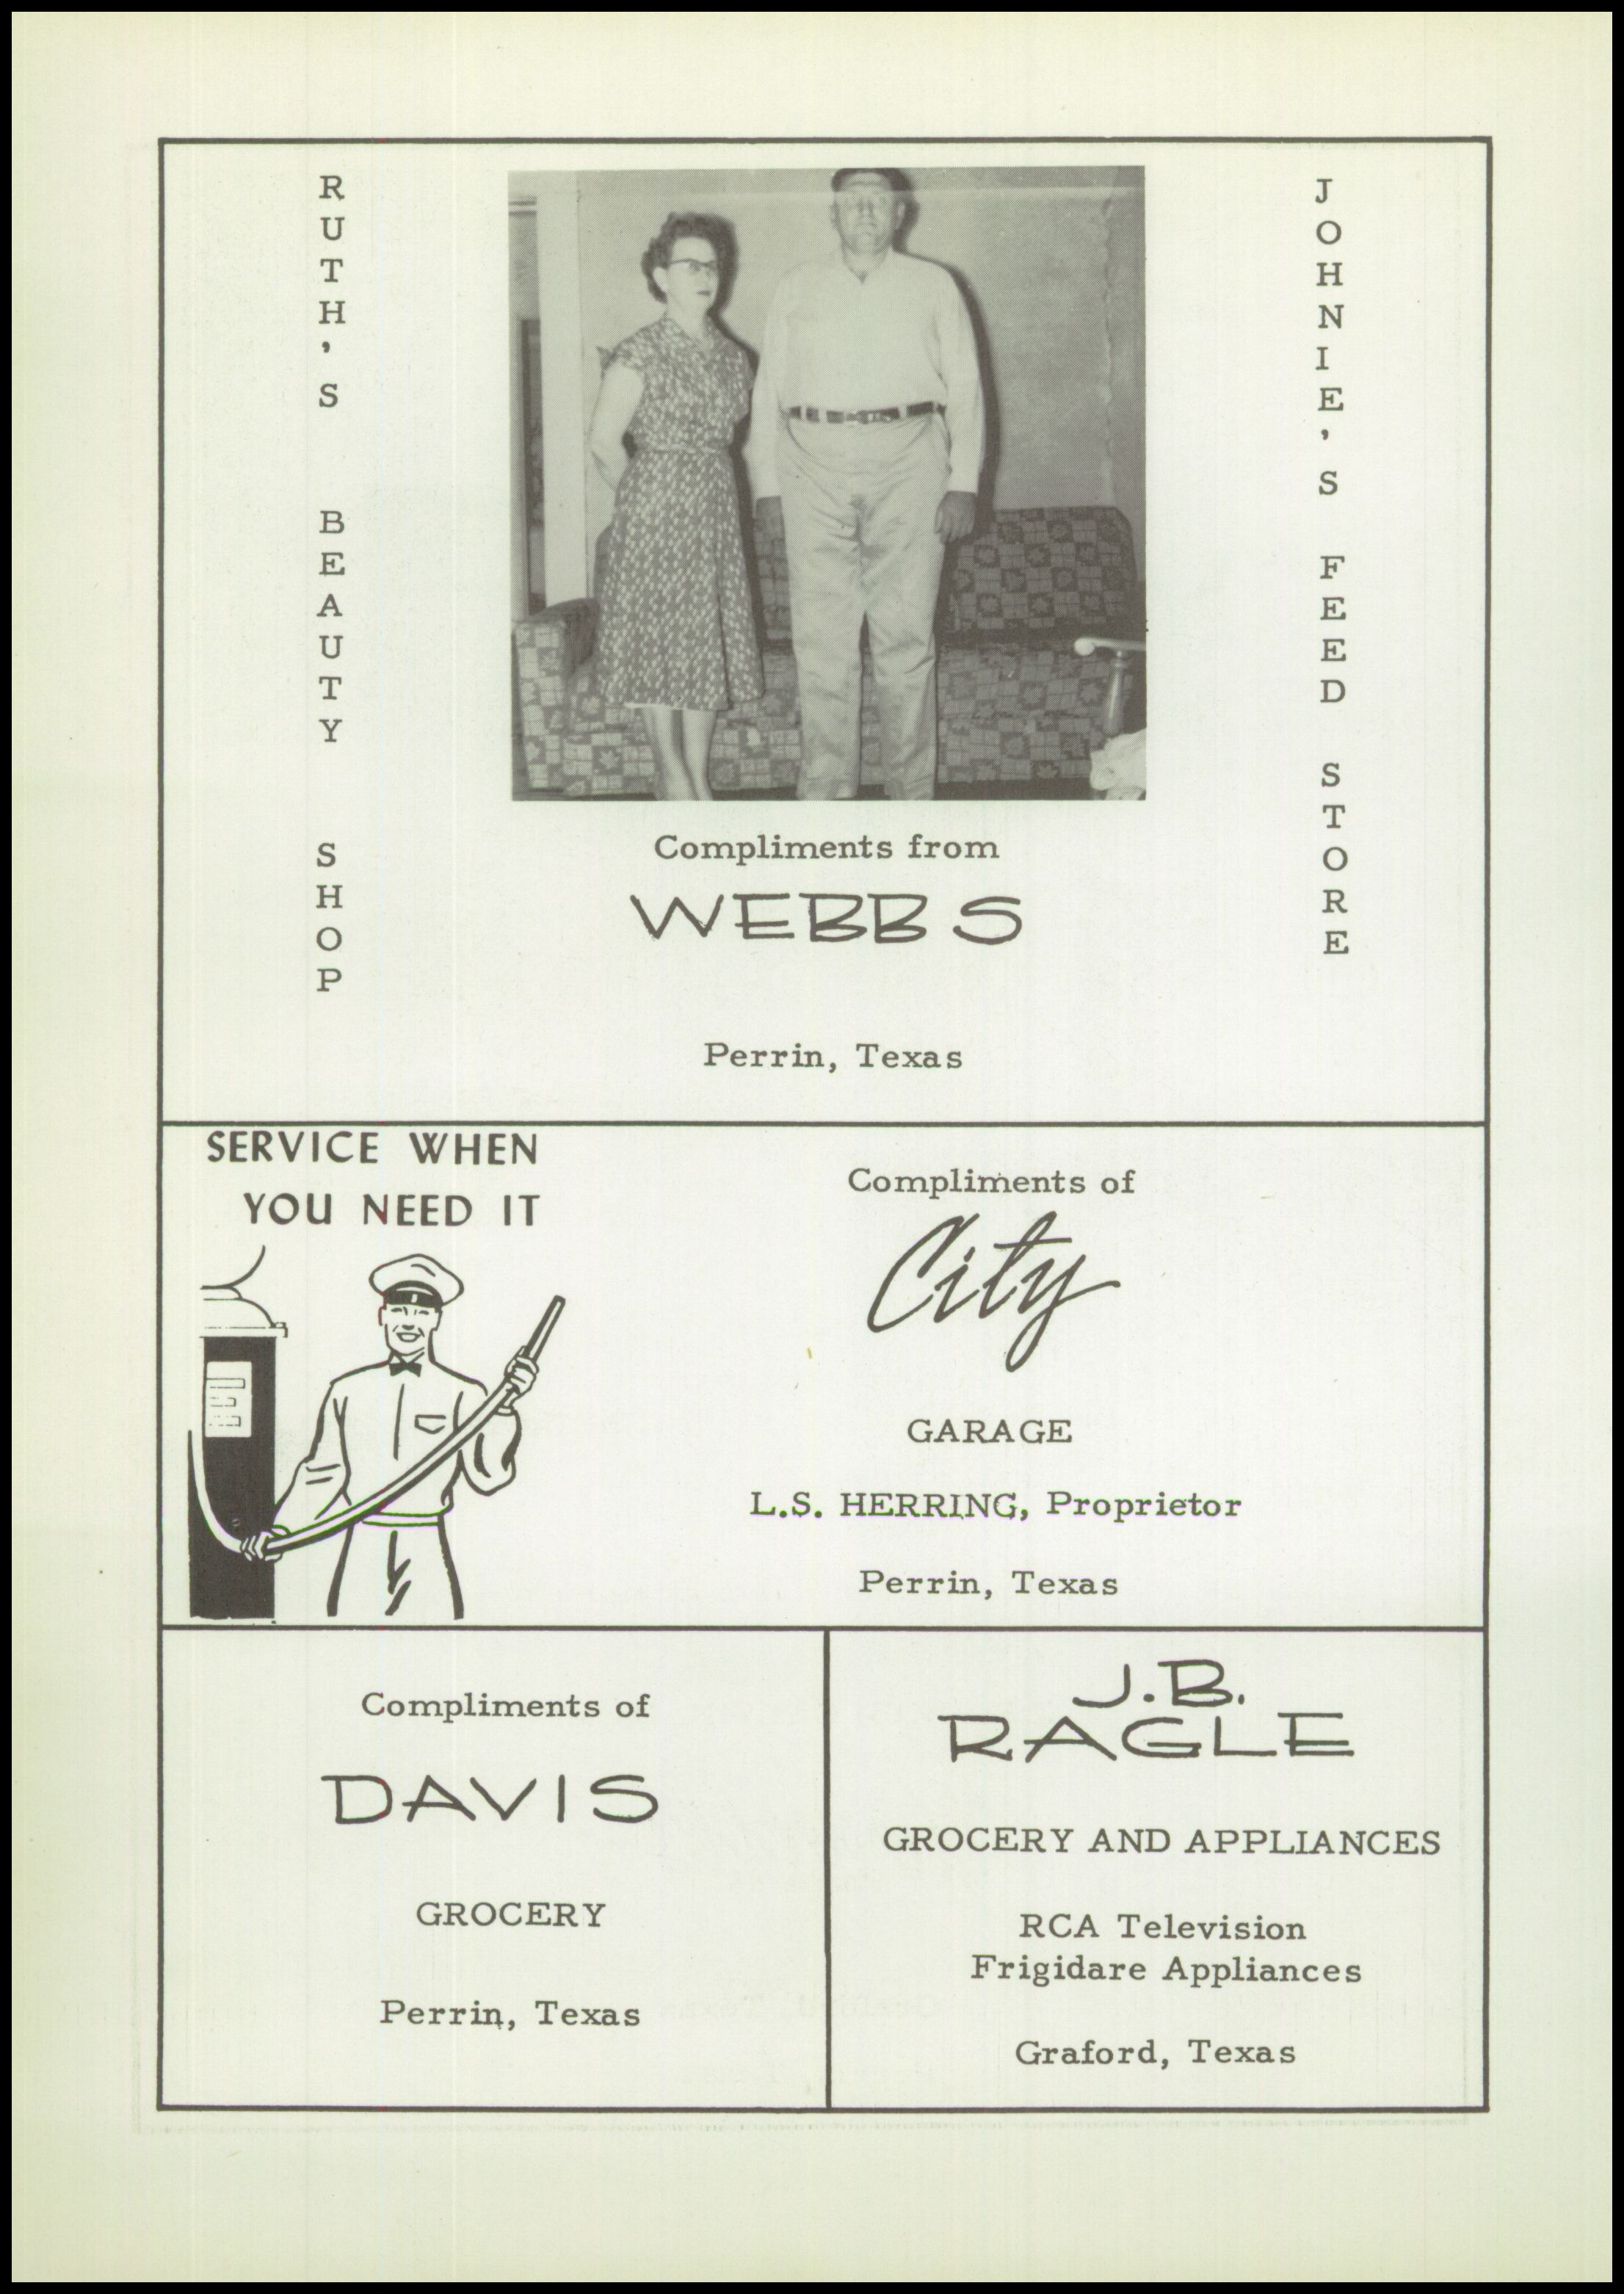 RUTH'S BEAUTY SHOP
JOHNIE'S FEED STORE
Compliments from
WEBBS
Perrin, Texas
SERVICE WHEN
YOU NEED IT
Compliments of
City
GARAGE
L.S. HERRING, Proprietor
Perrin, Texas
Compliments of
DAVIS
GROCERY
Perrin, Texas
J.B.
RAGLE
GROCERY AND APPLIANCES
RCA Television
Frigidare Appliances
Graford, Texas